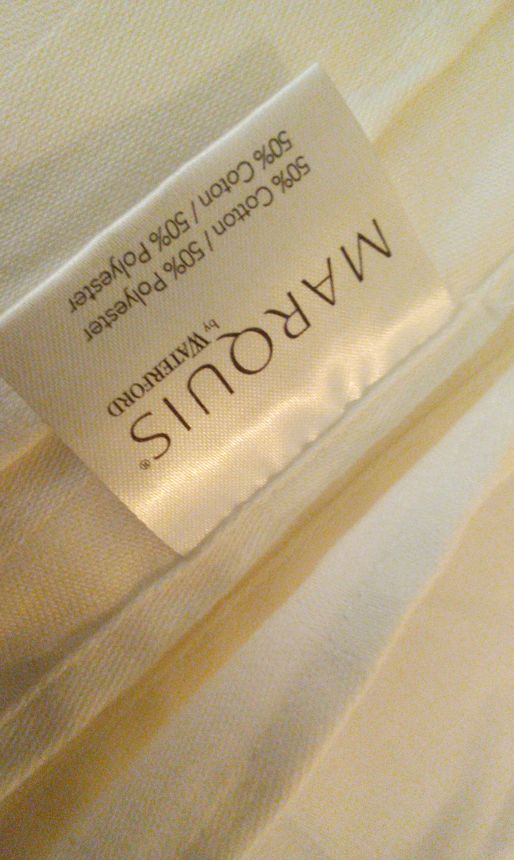 MARQUIS®
by WATERFORD
50% Cotton / 50% Polyester
50% Coton / 50% Polyester